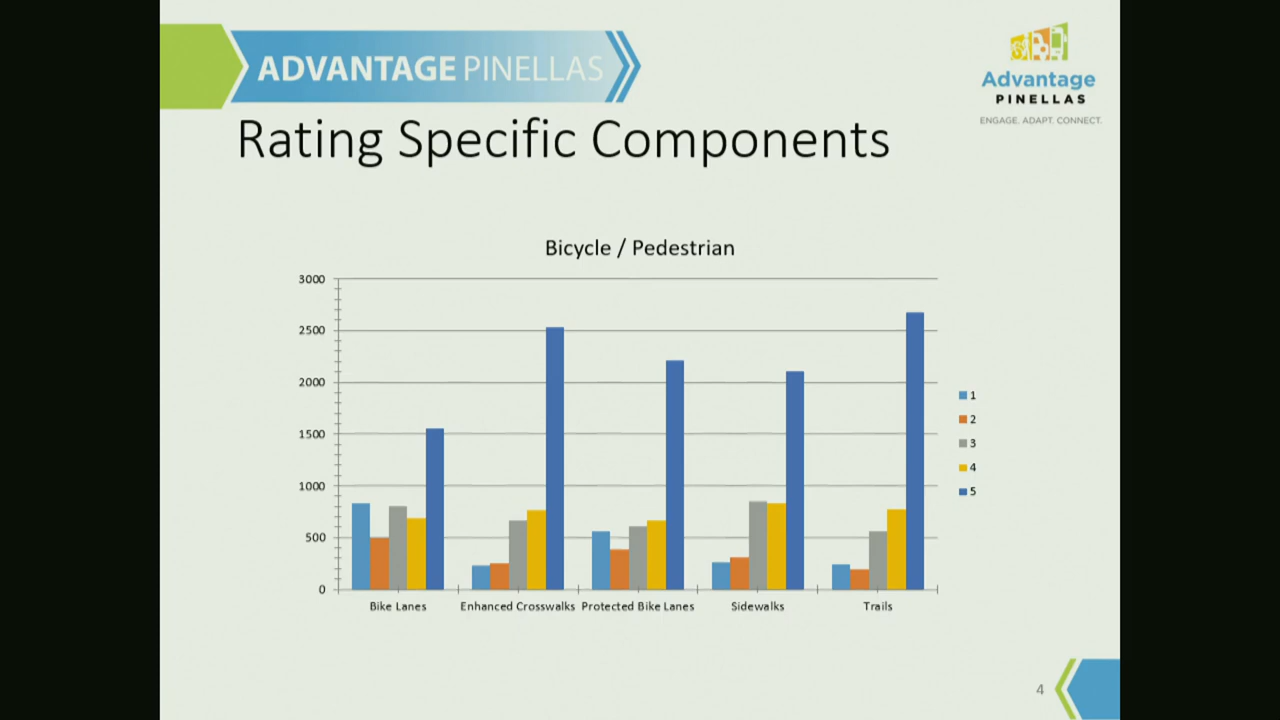 ADVANTAGE PINELLAS
Advantage
PINELLAS
ENGAGE. ADAPT. CONNECT.
Rating Specific Components
Bicycle / Pedestrian
3000
2500
2000
1500
1000
500
0
Bike Lanes
Enhanced Crosswalks
Protected Bike Lanes
Sidewalks
Trails
1
2
3
4
5
4